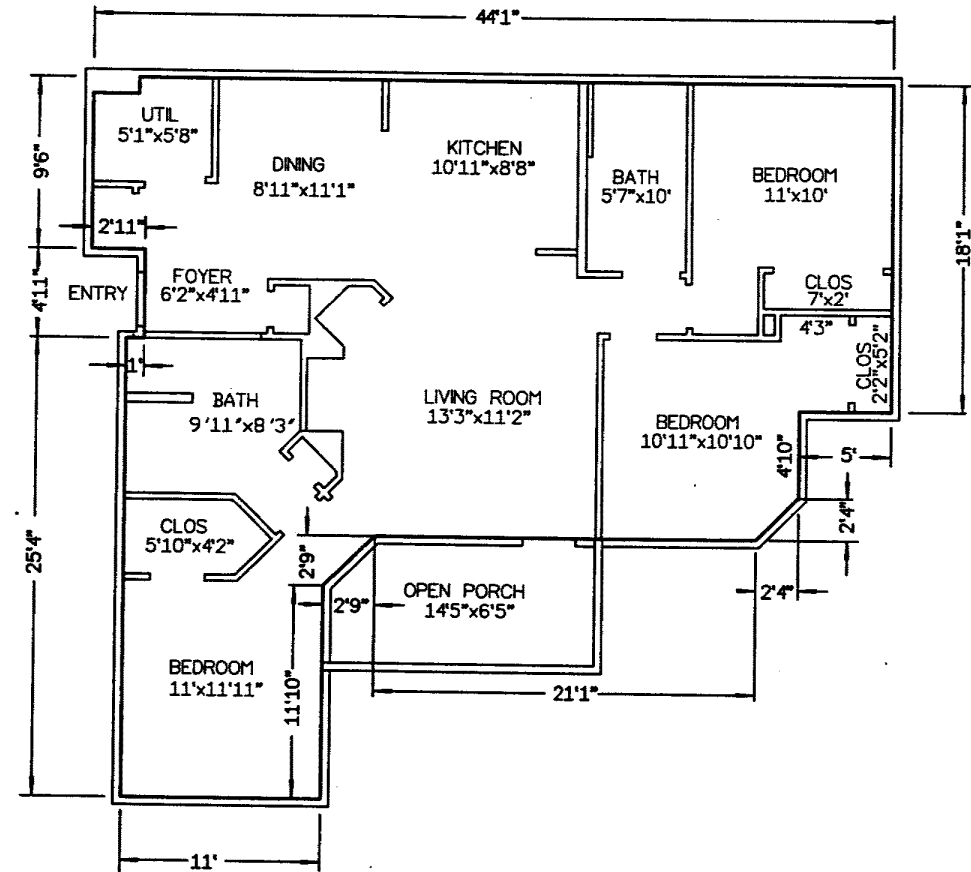 44'1"
UTIL
5'1"x5'8"
DINING
8'11"x11'1"
KITCHEN
10'11"x8'8"
BATH
5'7"x10'
BEDROOM
11'x10'
9'6"
2'11"
18'1"
4'11"
ENTRY
FOYER
6'2"x4'11"
CLOS
7'x2'
4'3"
CLOS
2'2"x5'2"
1'
BATH
9'11"x8'3'
LIVING ROOM
13'3"x11'2"
BEDROOM
10'11"x10'10"
4'10"
5'
25'4"
CLOS
5'10"x4'2"
2'9"
2'4"
2'9"
OPEN PORCH
14'5"x6'5"
2'4"
BEDROOM
11'x11'11"
11'10"
21'1"
11'